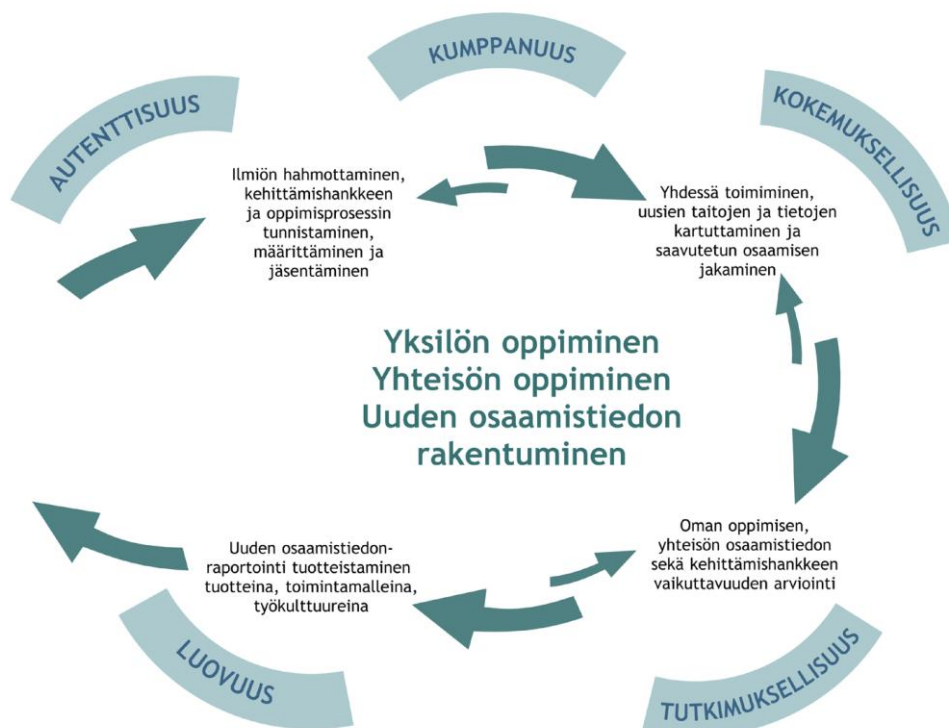 KUMPPANUUS
AUTENTTISUUS
KOKEMUKSELLISUUS
Ilmiön hahmottaminen,
kehittämishankkeen
ja oppimisprosessin
tunnistaminen,
määrittäminen ja
jäsentäminen
Yhdessä toimiminen,
uusien taitojen ja tietojen
kartuttaminen ja
saavutetun osaamisen
jakaminen
Yksilön oppiminen
Yhteisön oppiminen
Uuden osaamistiedon
rakentuminen
Oman oppimisen,
yhteisön osaamistiedon
sekä kehittämishankkeen
vaikuttavuuden arviointi
Uuden osaamistiedon-
raportointi tuotteistaminen
tuotteina, toimintamalleina,
työkulttuureina
LUOVUUS
TUTKIMUKSELLISUUS